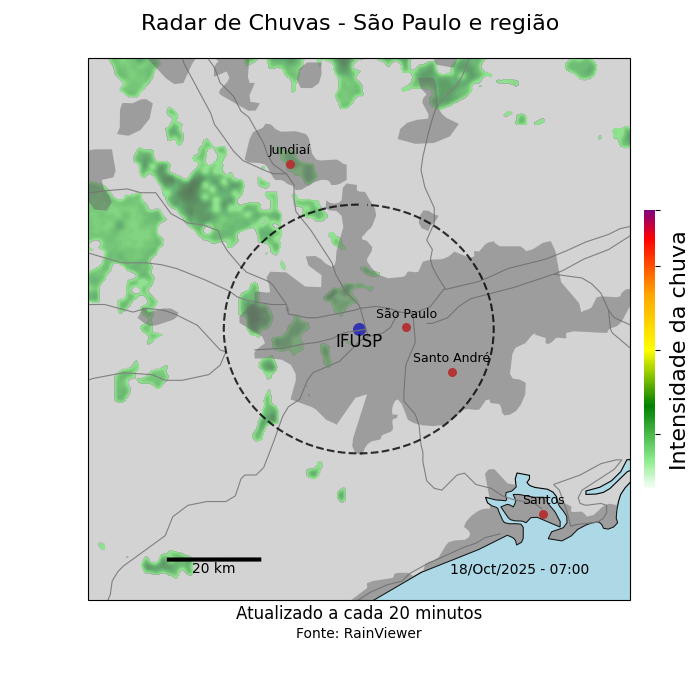 Radar de Chuvas - São Paulo e região
Jundiaí
São Paulo
IFUSP
Santo André
Santos
20 km
18/Oct/2025 - 07:00
Intensidade da chuva
Atualizado a cada 20 minutos
Fonte: RainViewer